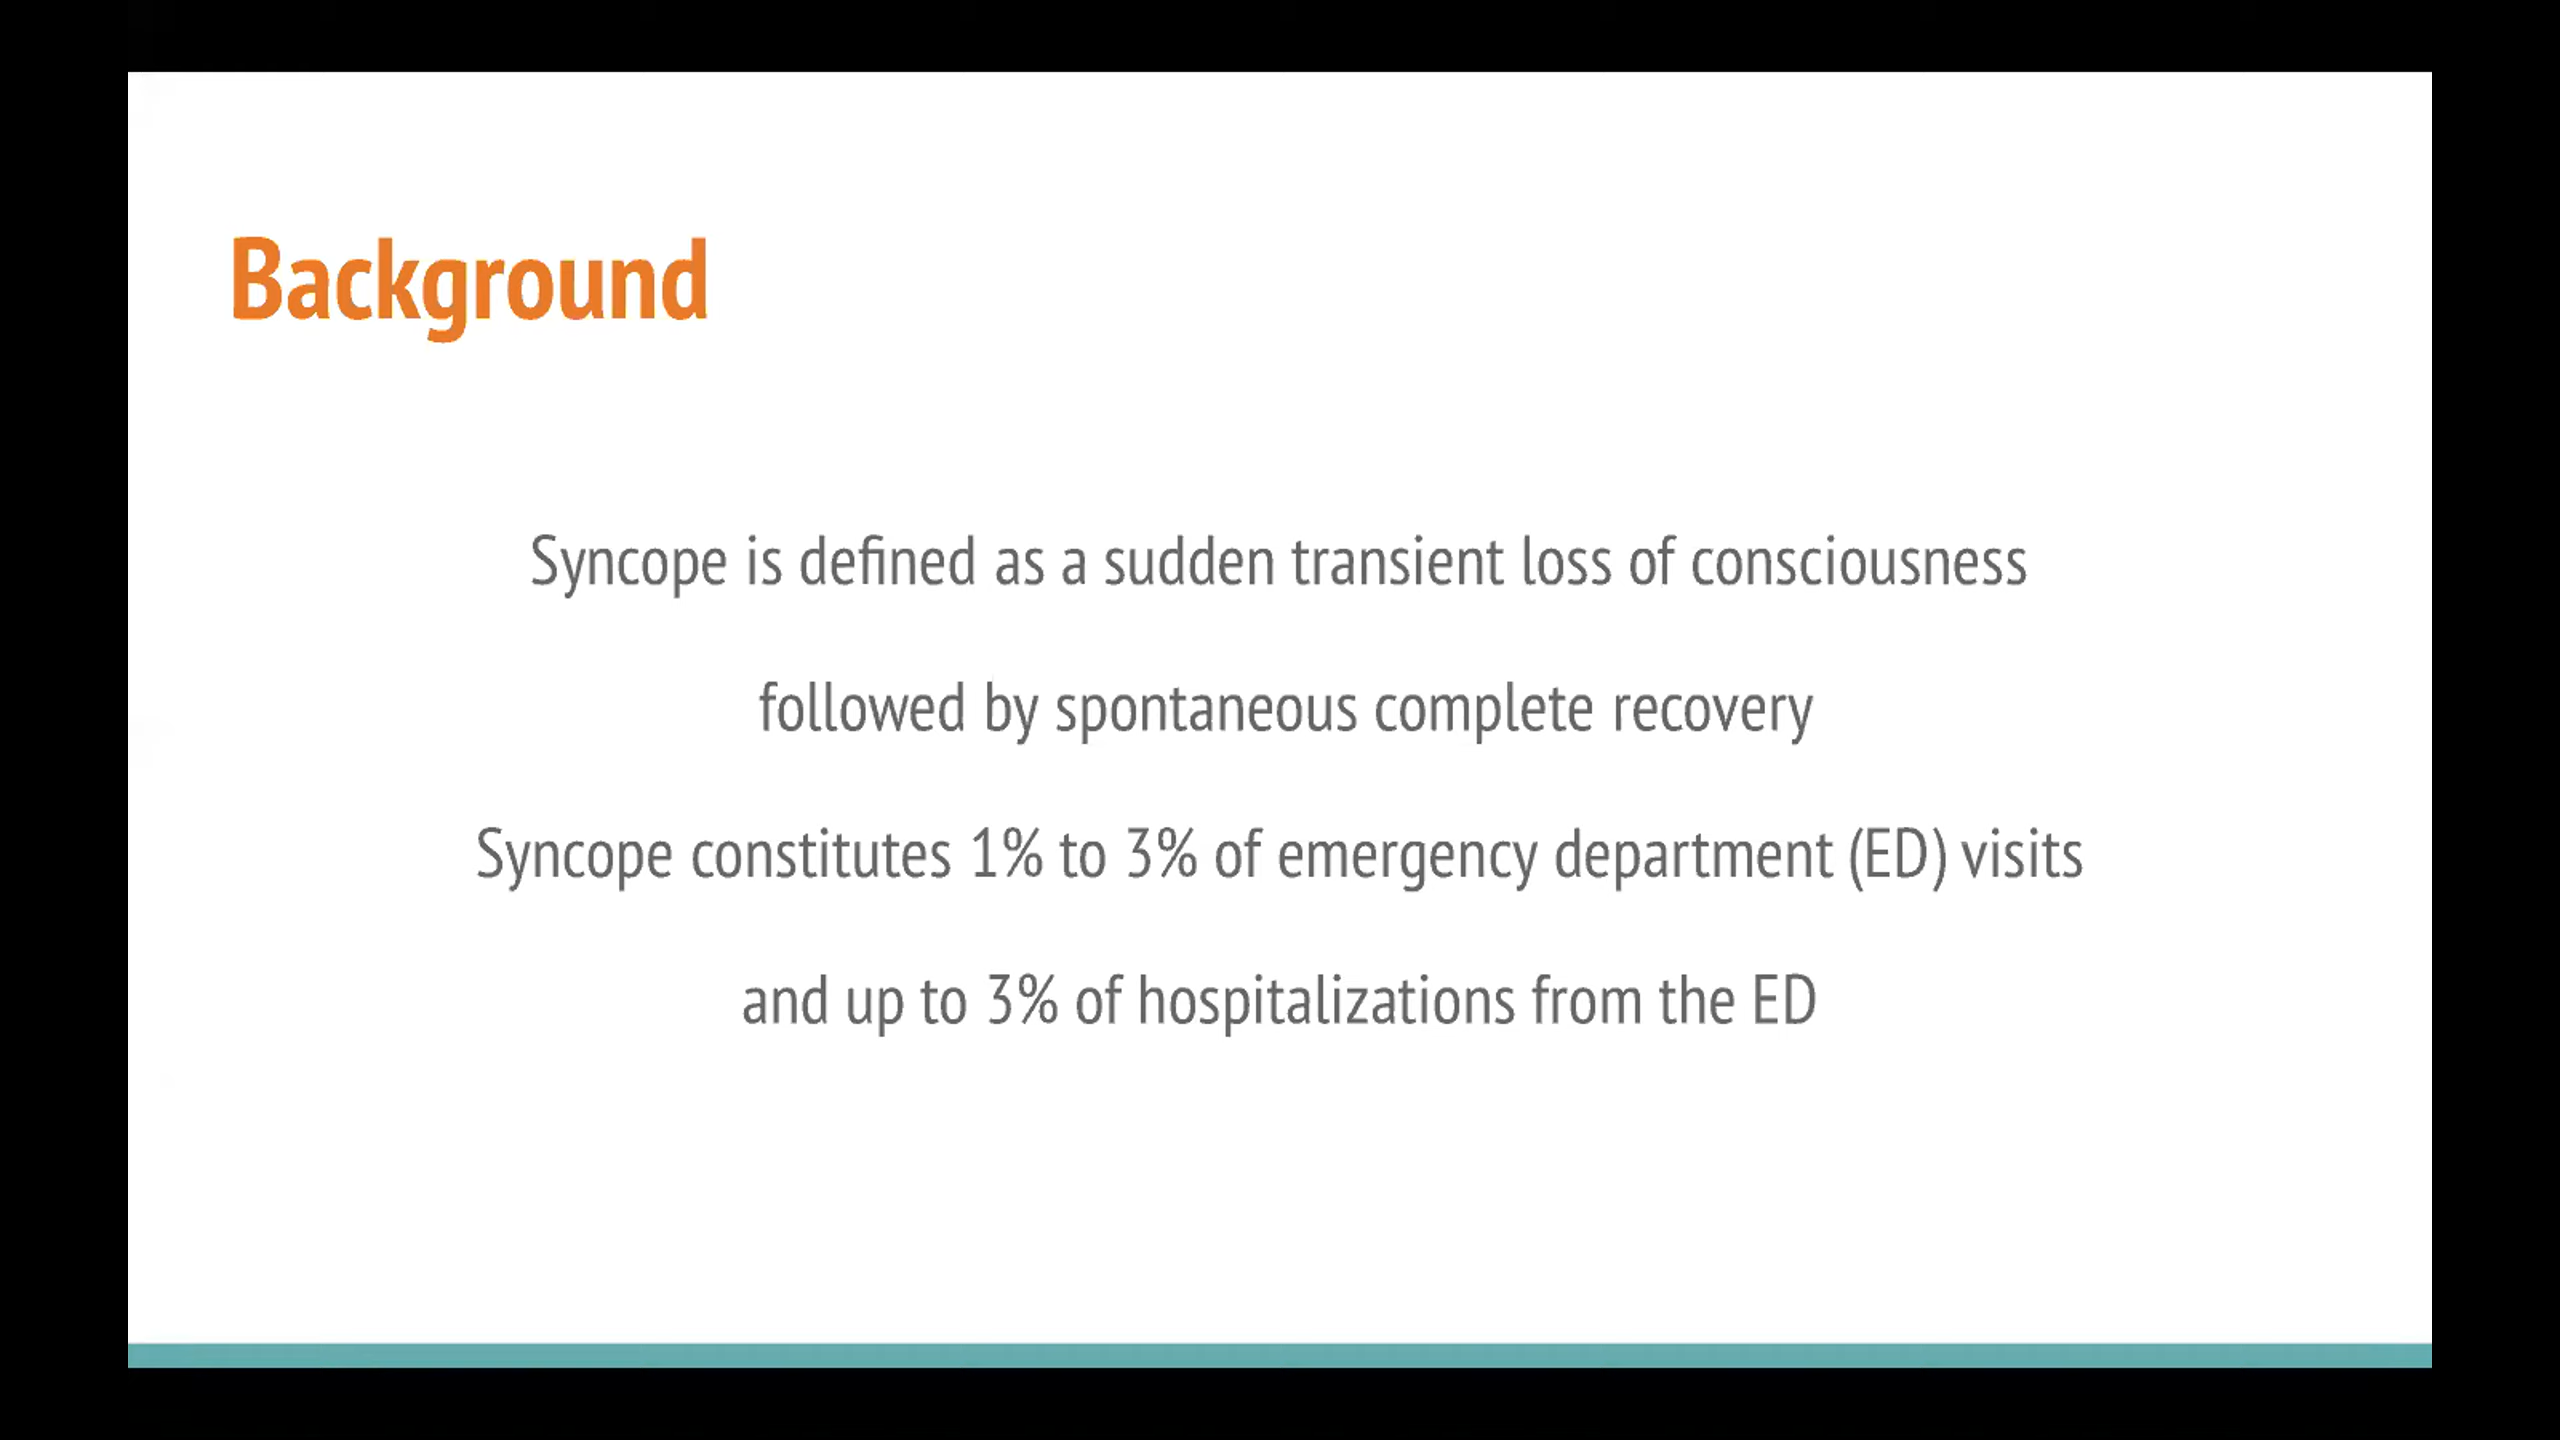 Background
Syncope is defined as a sudden transient loss of consciousness
followed by spontaneous complete recovery
Syncope constitutes 1% to 3% of emergency department (ED) visits
and up to 3% of hospitalizations from the ED